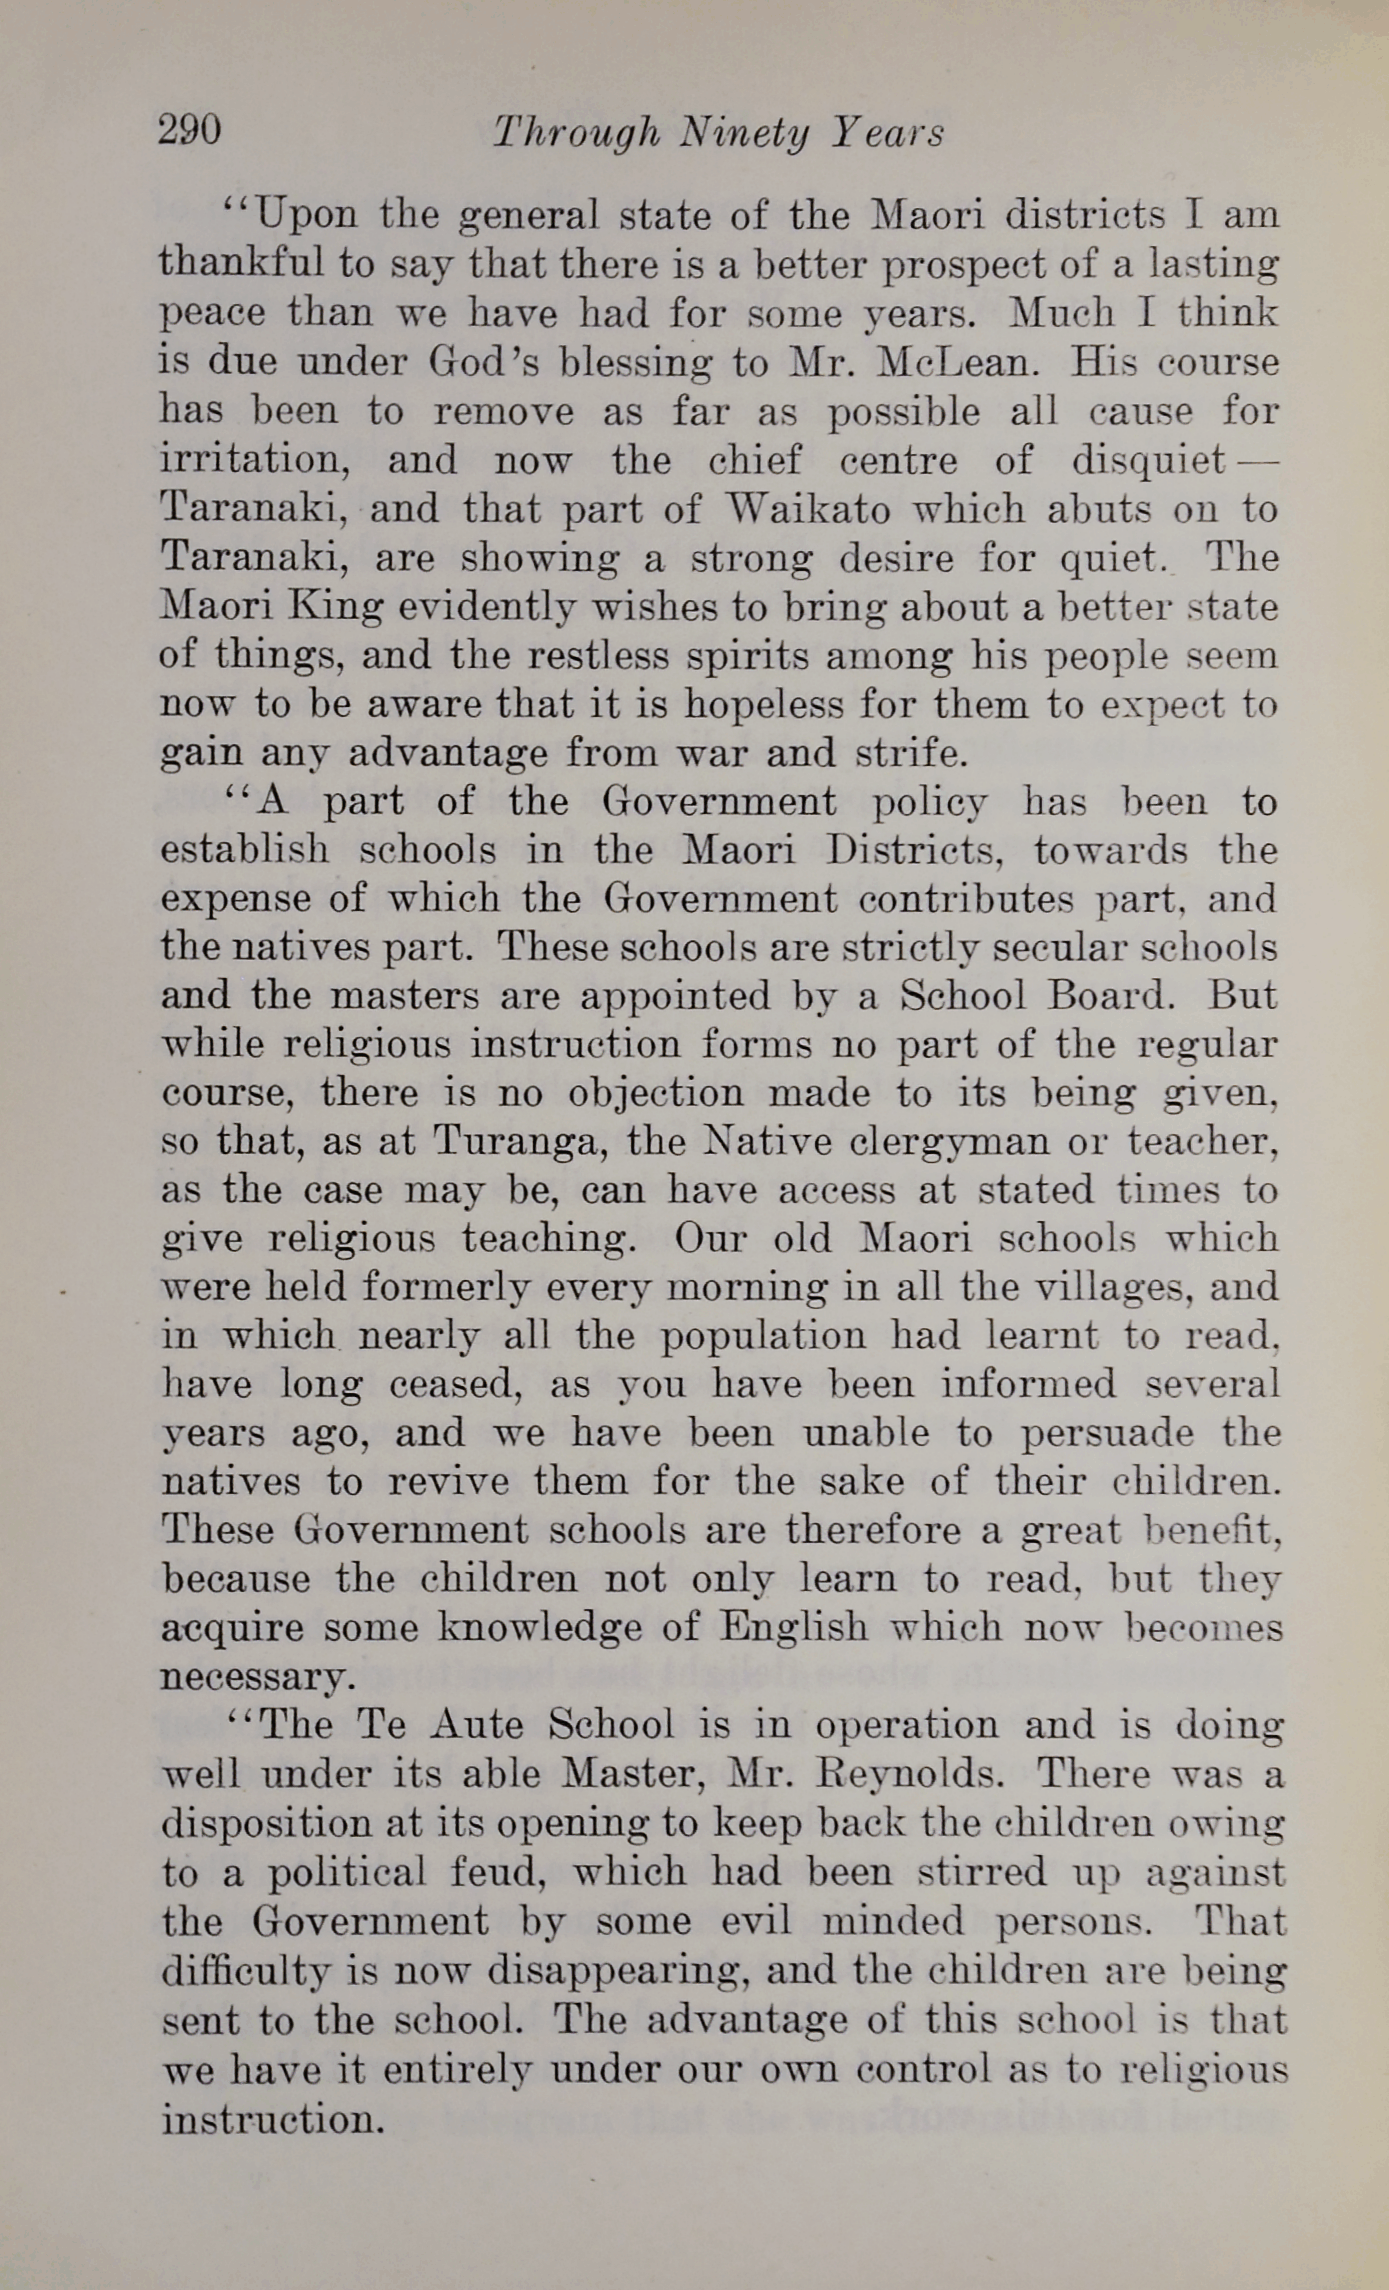 290 Through Ninety Years
“Upon the general state of the Maori districts I am
thankful to say that there is a better prospect of a lasting
peace than we have had for some years. Much I think
is due under God’s blessing to Mr. McLean. His course
has been to remove as far as possible all cause for
irritation, and now the chief centre of disquiet —
Taranaki, and that part of Waikato which abuts on to
Taranaki, are showing a strong desire for quiet. The
Maori King evidently wishes to bring about a better state
of things, and the restless spirits among his people seem
now to be aware that it is hopeless for them to expect to
gain any advantage from war and strife.
“A part of the Government policy has been to
establish schools in the Maori Districts, towards the
expense of which the Government contributes part, and
the natives part. These schools are strictly secular schools
and the masters are appointed by a School Board. But
while religious instruction forms no part of the regular
course, there is no objection made to its being given,
so that, as at Turanga, the Native clergyman or teacher,
as the case may be, can have access at stated times to
give religious teaching. Our old Maori schools which
were held formerly every morning in all the villages, and
in which nearly all the population had learnt to read,
have long ceased, as you have been informed several
years ago, and we have been unable to persuade the
natives to revive them for the sake of their children.
These Government schools are therefore a great benefit,
because the children not only learn to read, but they
acquire some knowledge of English which now becomes
necessary.
“The Te Aute School is in operation and is doing
well under its able Master, Mr. Reynolds. There was a
disposition at its opening to keep back the children owing
to a political feud, which had been stirred up against
the Government by some evil minded persons. That
difficulty is now disappearing, and the children are being
sent to the school. The advantage of this school is that
we have it entirely under our own control as to religious
instruction.